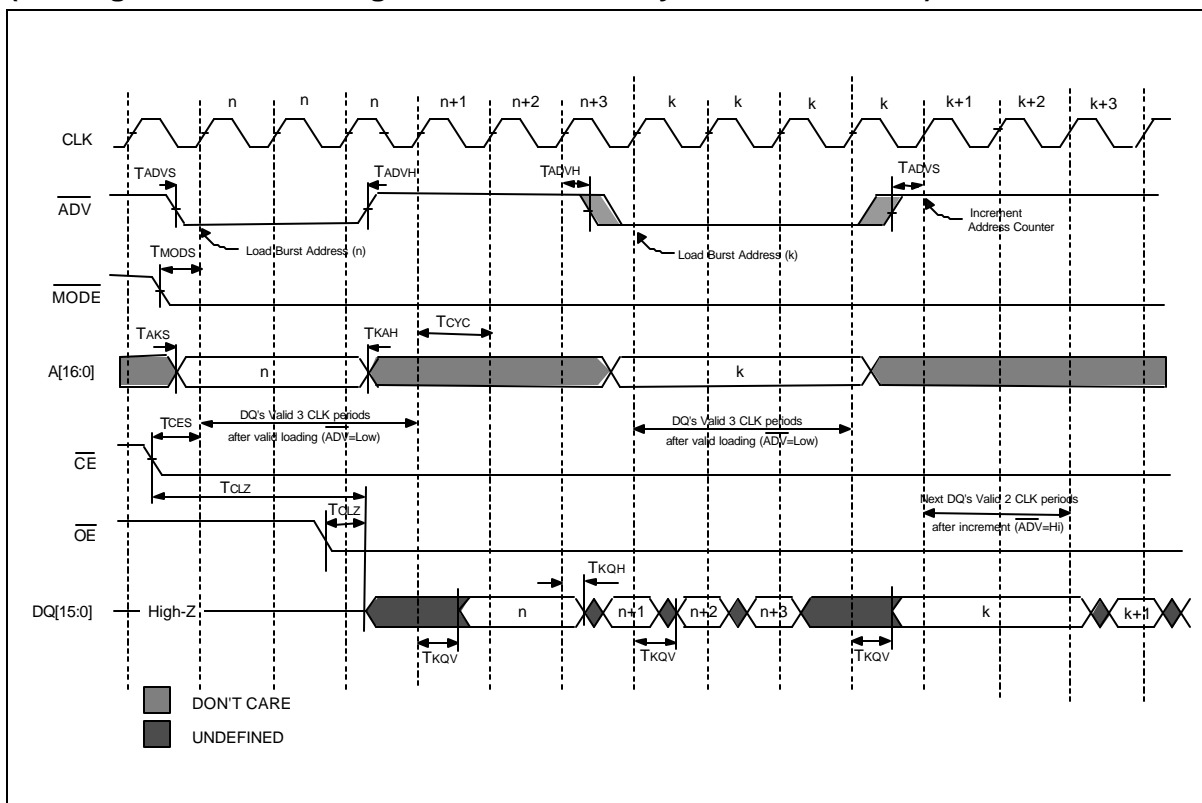 n n n n+1 n+2 n+3 k k k k k+1 k+2 k+3
CLK
TADVS TADVH TADVH TADVS
ADV
Increment
Address Counter
Load Burst Address (n)
Load Burst Address (k)
TMODS
MODE
TAKS TKAH TCYC
A[16:0] n k
TCES
DQ's Valid 3 CLK periods
after valid loading (ADV=Low)
DQ's Valid 3 CLK periods
after valid loading (ADV=Low)
CE
TCLZ
TOLZ
Next DQ's Valid 2 CLK periods
after increment (ADV=Hi)
OE
TKQH
DQ[15:0] High-Z n n+1 n+2 n+3 k k+1
TKQV TKQV TKQV
DON'T CARE
UNDEFINED